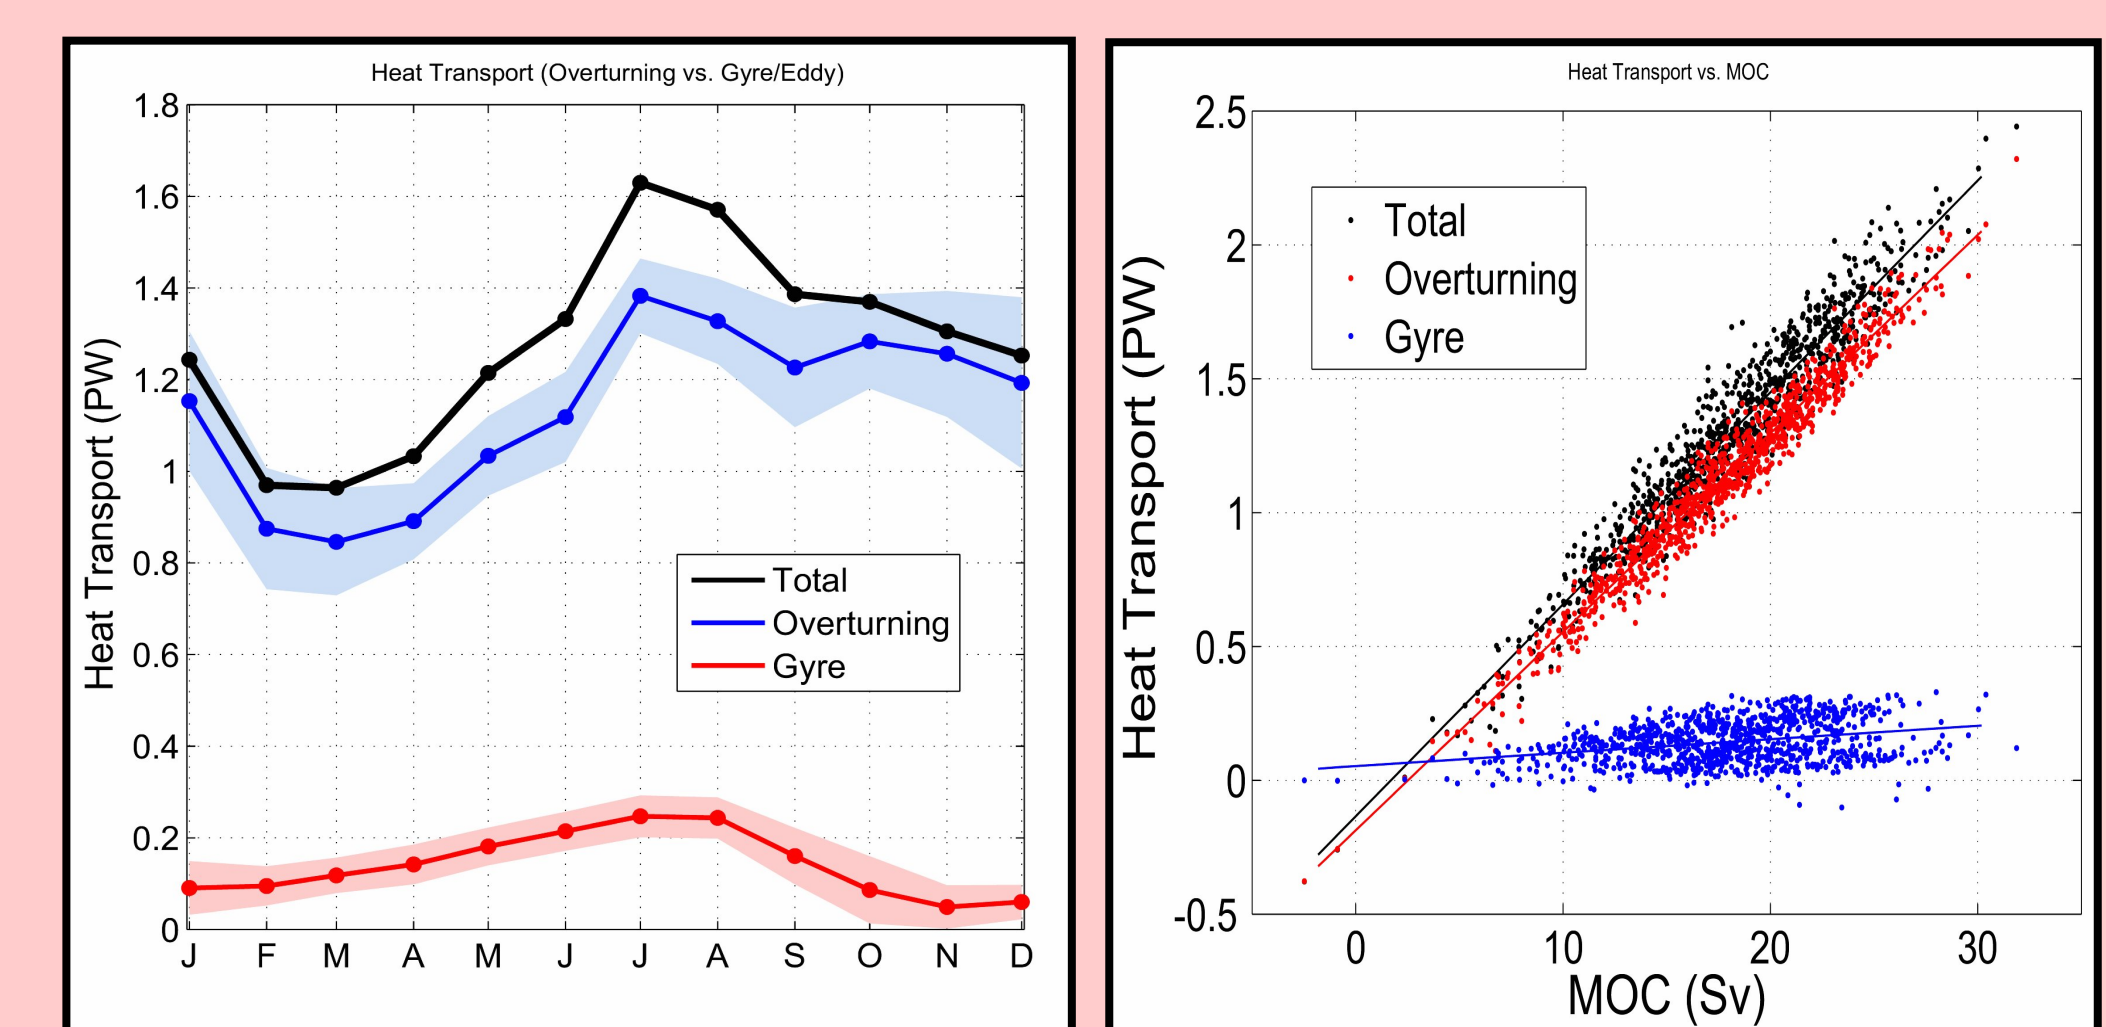 Heat Transport (Overturning vs. Gyre/Eddy)
Heat Transport (PW)
1.8
1.6
1.4
1.2
1
0.8
0.6
0.4
0.2
0
Total
Overturning
Gyre
J F M A M J J A S O N D
Heat Transport vs. MOC
Heat Transport (PW)
2.5
2
1.5
1
0.5
0
-0.5
Total
Overturning
Gyre
0 10 20 30
MOC (Sv)